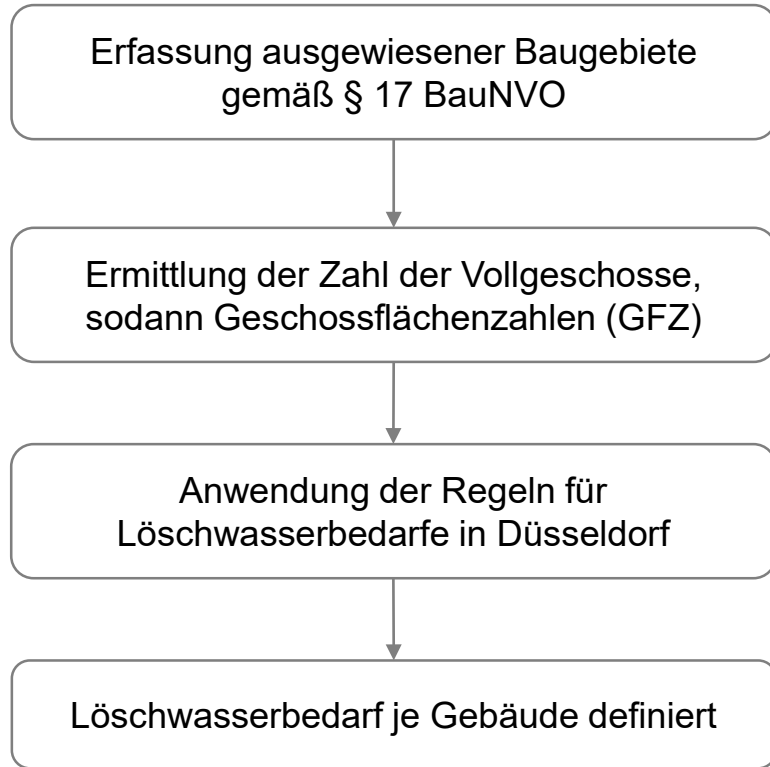 Erfassung ausgewiesener Baugebiete
gemäß § 17 BauNVO
Ermittlung der Zahl der Vollgeschosse,
sodann Geschossflächenzahlen (GFZ)
Anwendung der Regeln für
Löschwasserbedarfe in Düsseldorf
Löschwasserbedarf je Gebäude definiert